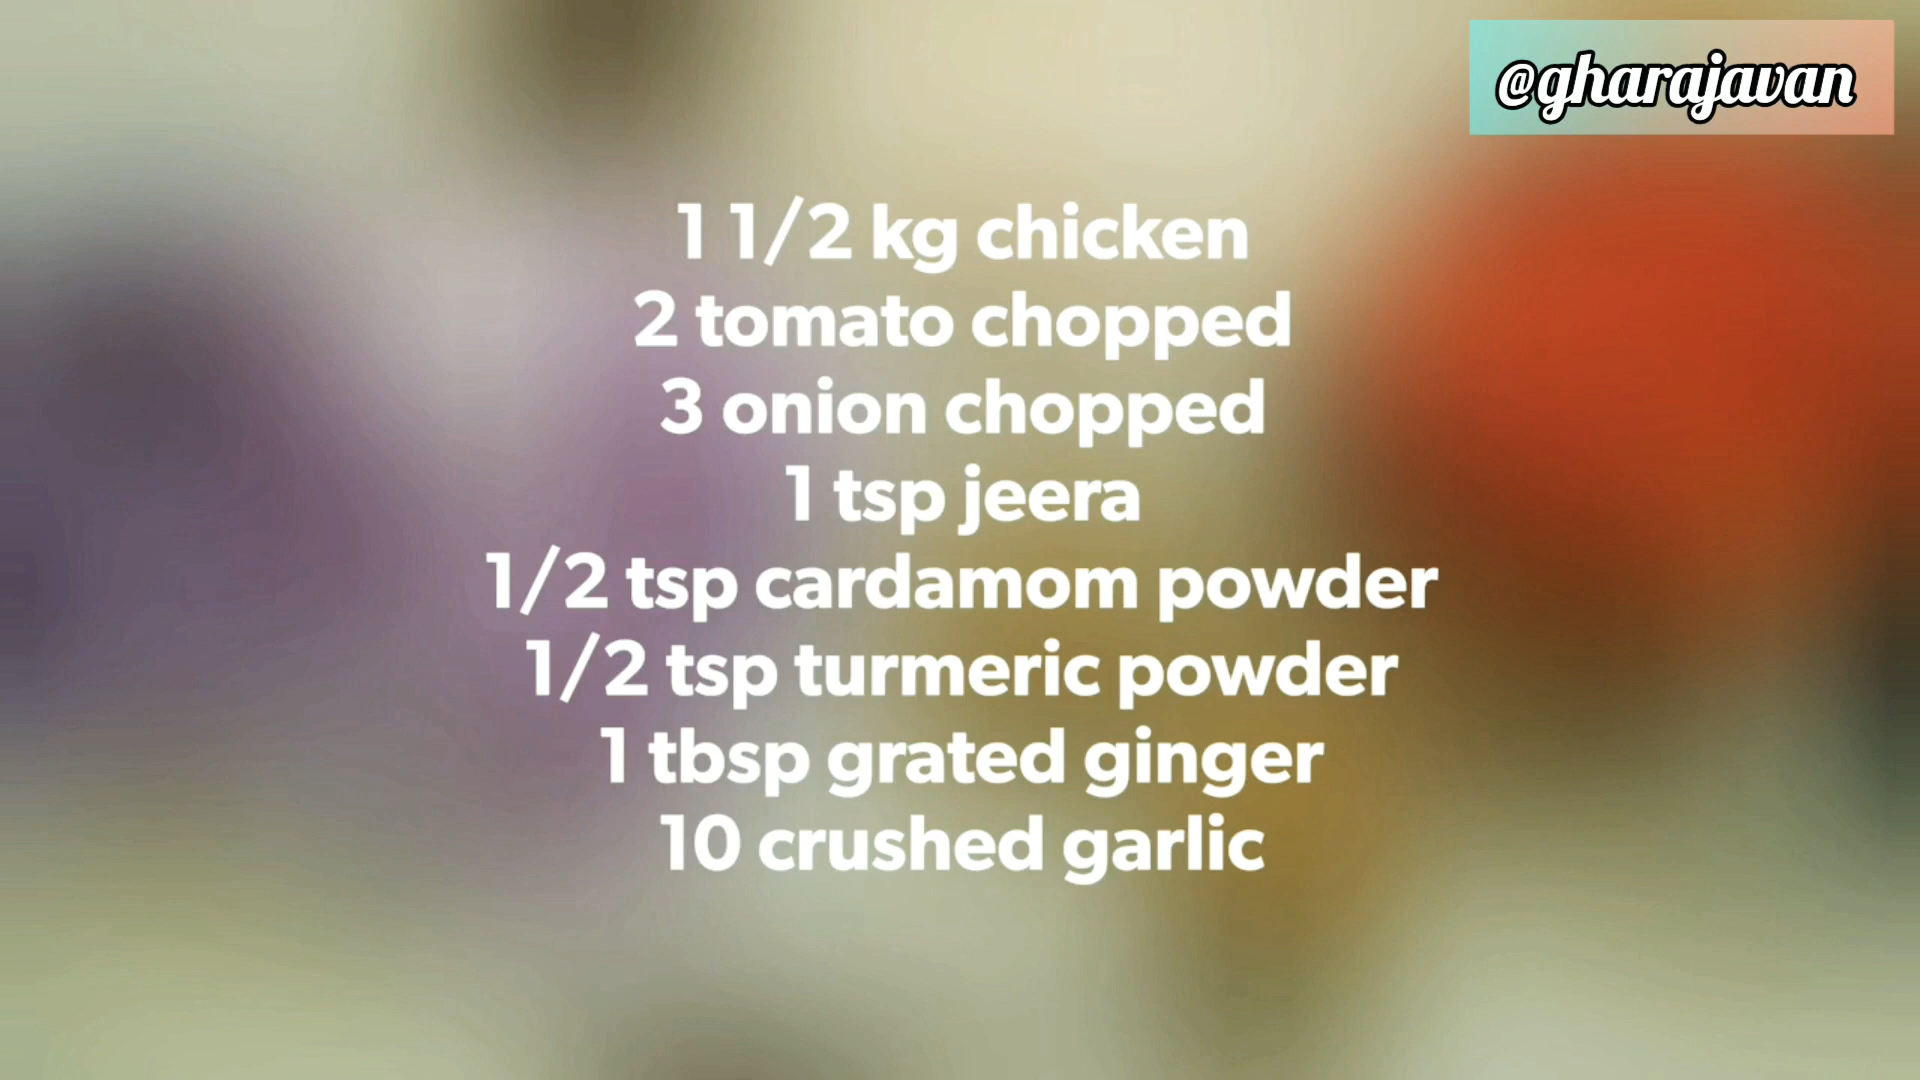 @gharajavan
1 1/2 kg chicken
2 tomato chopped
3 onion chopped
1 tsp jeera
1/2 tsp cardamom powder
1/2 tsp turmeric powder
1 tbsp grated ginger
10 crushed garlic